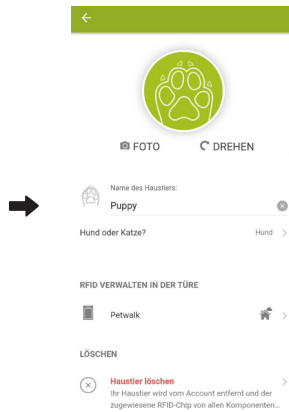 FOTO
DREHEN
Name des Haustiers:
Puppy
Hund oder Katze?
Hund
RFID VERWALTEN IN DER TÜRE
Petwalk
LÖSCHEN
Haustier löschen
Ihr Haustier wird vom Account entfernt und der
zugewiesene RFID-Chip von allen Komponenten...